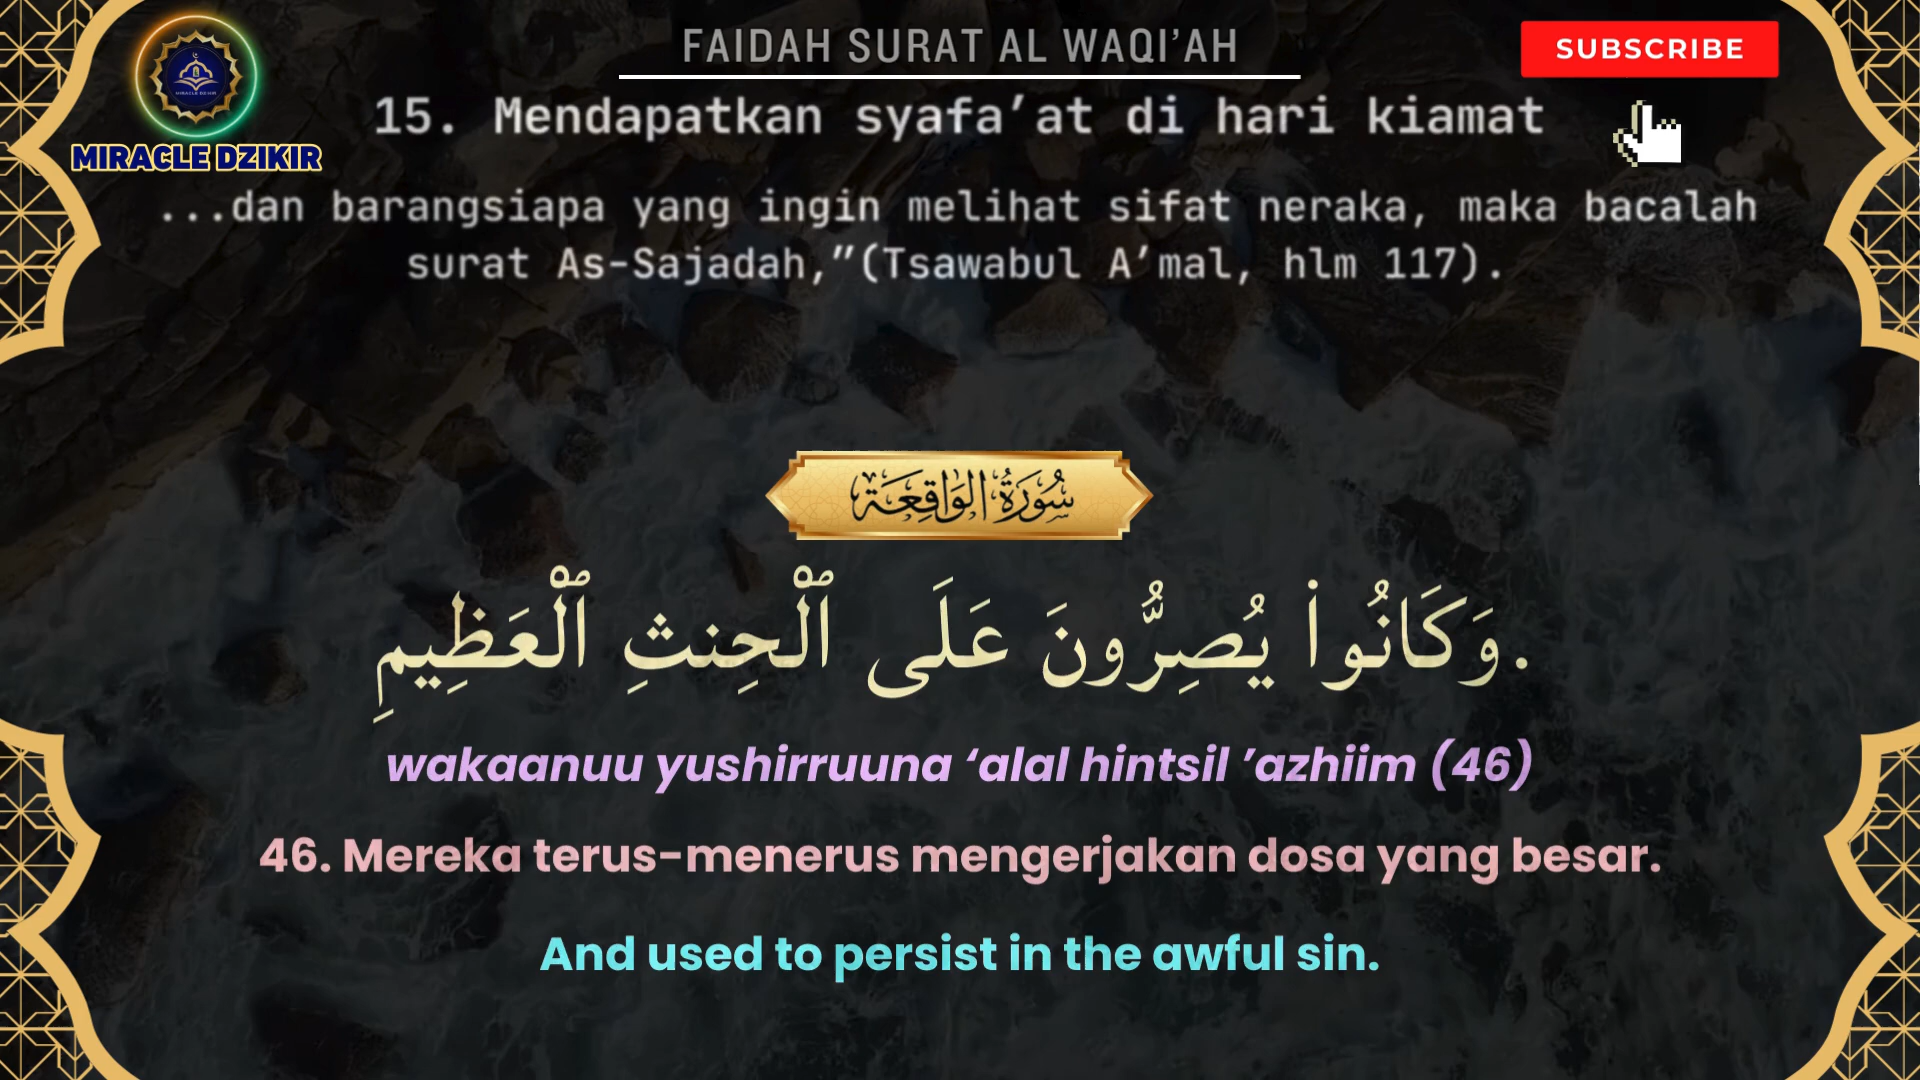 FAIDAH SURAT AL WAQI’AH
SUBSCRIBE
MIRACLE DZIKIR
15. Mendapatkan syafa’at di hari kiamat
...dan barangsiapa yang ingin melihat sifat neraka, maka bacalah
surat As-Sajadah,”(Tsawabul A’mal, hlm 117).
سُورَةُ الوَاقِعَة
وَكَانُوا۟ يُصِرُّونَ عَلَى ٱلْحِنثِ ٱلْعَظِيمِ.
wakaanuu yushirruuna ‘alal hintsil ’azhiim (46)
46. Mereka terus-menerus mengerjakan dosa yang besar.
And used to persist in the awful sin.